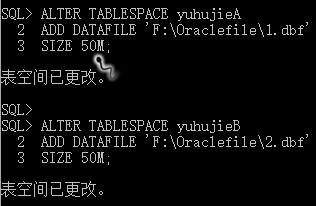 SQL> ALTER TABLESPACE yuhujieA
2 ADD DATAFILE 'F:\Oraclefile\1.dbf'
3 SIZE 50M;
表空间已更改。
SQL>
SQL> ALTER TABLESPACE yuhujieB
2 ADD DATAFILE 'F:\Oraclefile\2.dbf'
3 SIZE 50M;
表空间已更改。